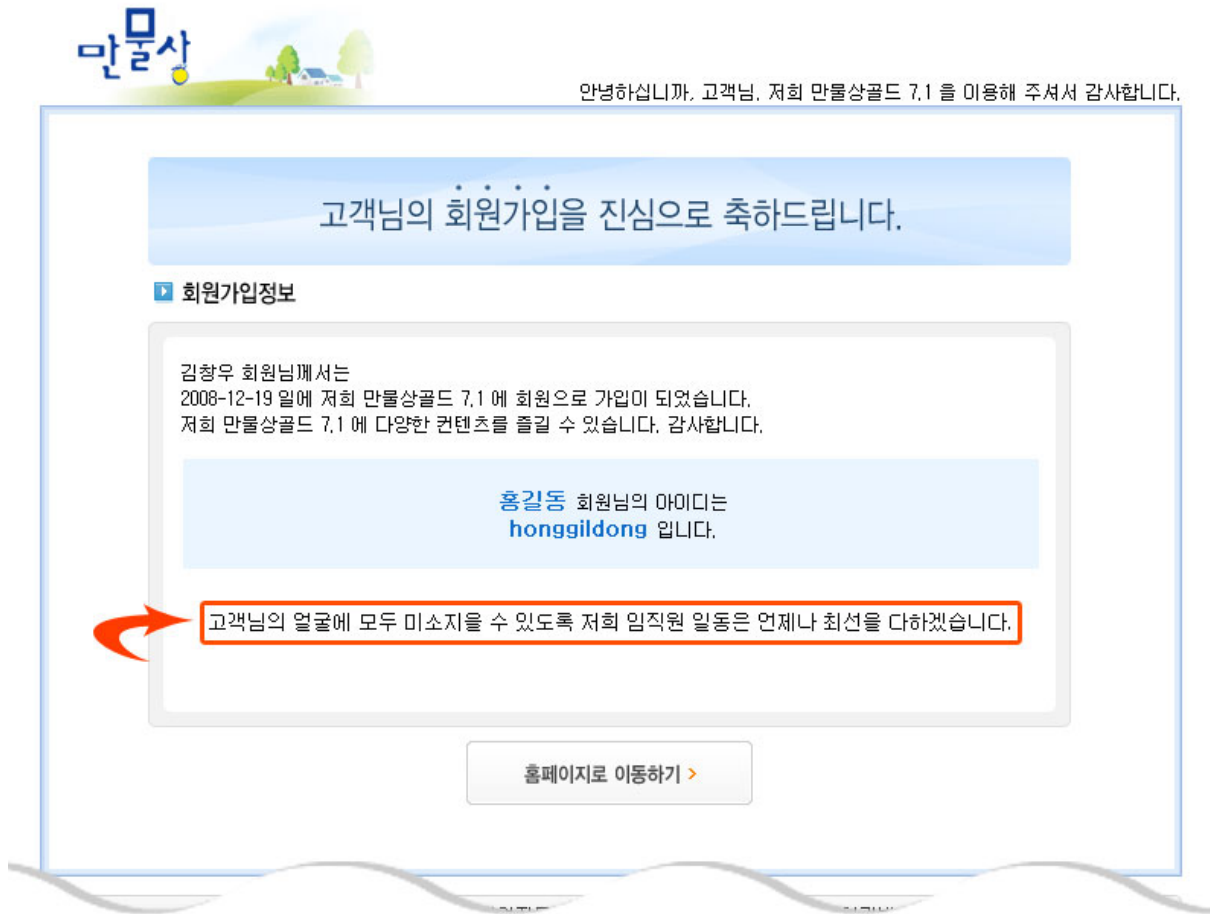 만물상
안녕하십니까, 고객님, 저희 만물상골드 7.1 을 이용해 주셔서 감사합니다.
고객님의 회원가입을 진심으로 축하드립니다.
회원가입정보
김창우 회원님께서는
2008-12-19 일에 저희 만물상골드 7.1 에 회원으로 가입이 되었습니다.
저희 만물상골드 7.1 에 다양한 컨텐츠를 즐길 수 있습니다. 감사합니다.
홍길동 회원님의 아이디는
honggildong 입니다.
고객님의 얼굴에 모두 미소지을 수 있도록 저희 임직원 일동은 언제나 최선을 다하겠습니다.
홈페이지로 이동하기 >